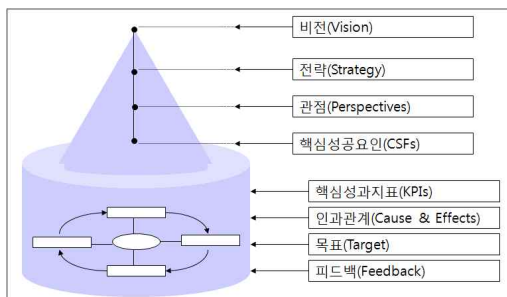 비전(Vision)
전략(Strategy)
관점(Perspectives)
핵심성공요인(CSFs)
핵심성과지표(KPIs)
인과관계(Cause & Effects)
목표(Target)
피드백(Feedback)